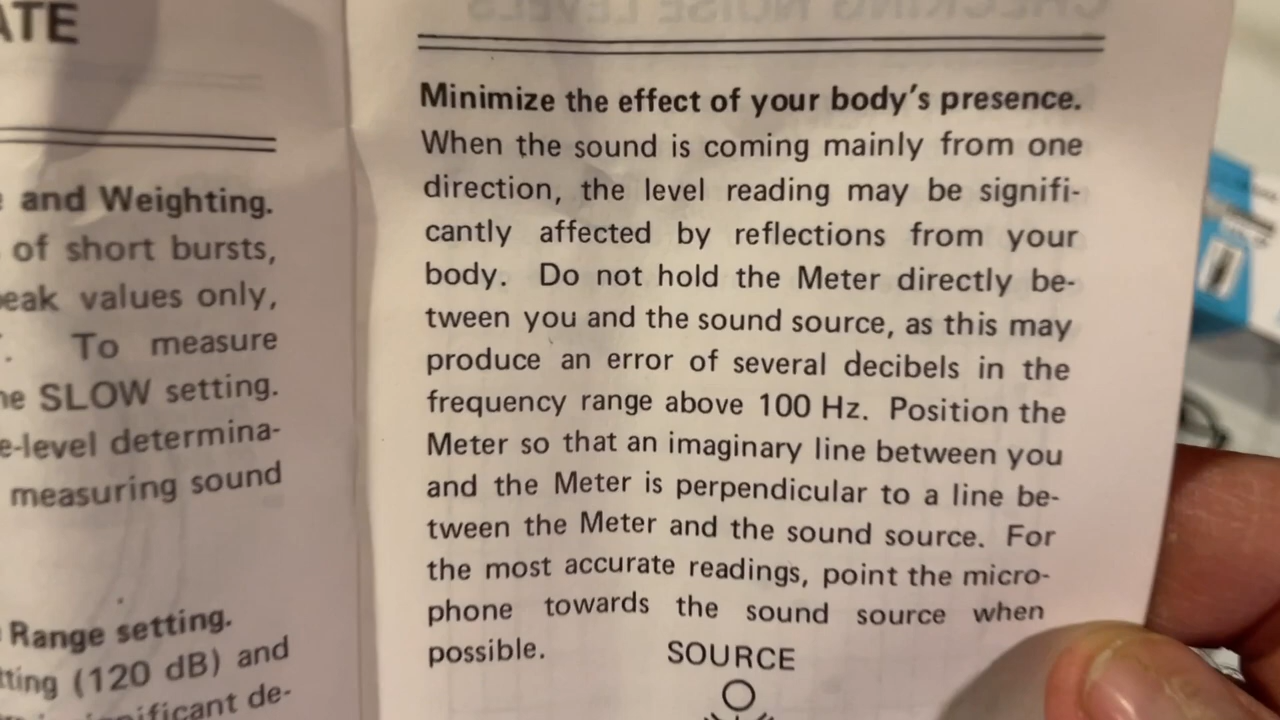 ATE
and Weighting.
of short bursts,
values only,
To measure
SLOW setting.
determina-
measuring sound
Range setting.
(120 dB) and
de-
CHECKING NOISE LEVELS
Minimize the effect of your body's presence.
When the sound is coming mainly from one
direction, the level reading may be signifi-
cantly affected by reflections from your
body. Do not hold the Meter directly be-
tween you and the sound source, as this may
produce an error of several decibels in the
frequency range above 100 Hz. Position the
Meter so that an imaginary line between you
and the Meter is perpendicular to a line be-
tween the Meter and the sound source. For
the most accurate readings, point the micro-
phone towards the sound source when
possible.
SOURCE